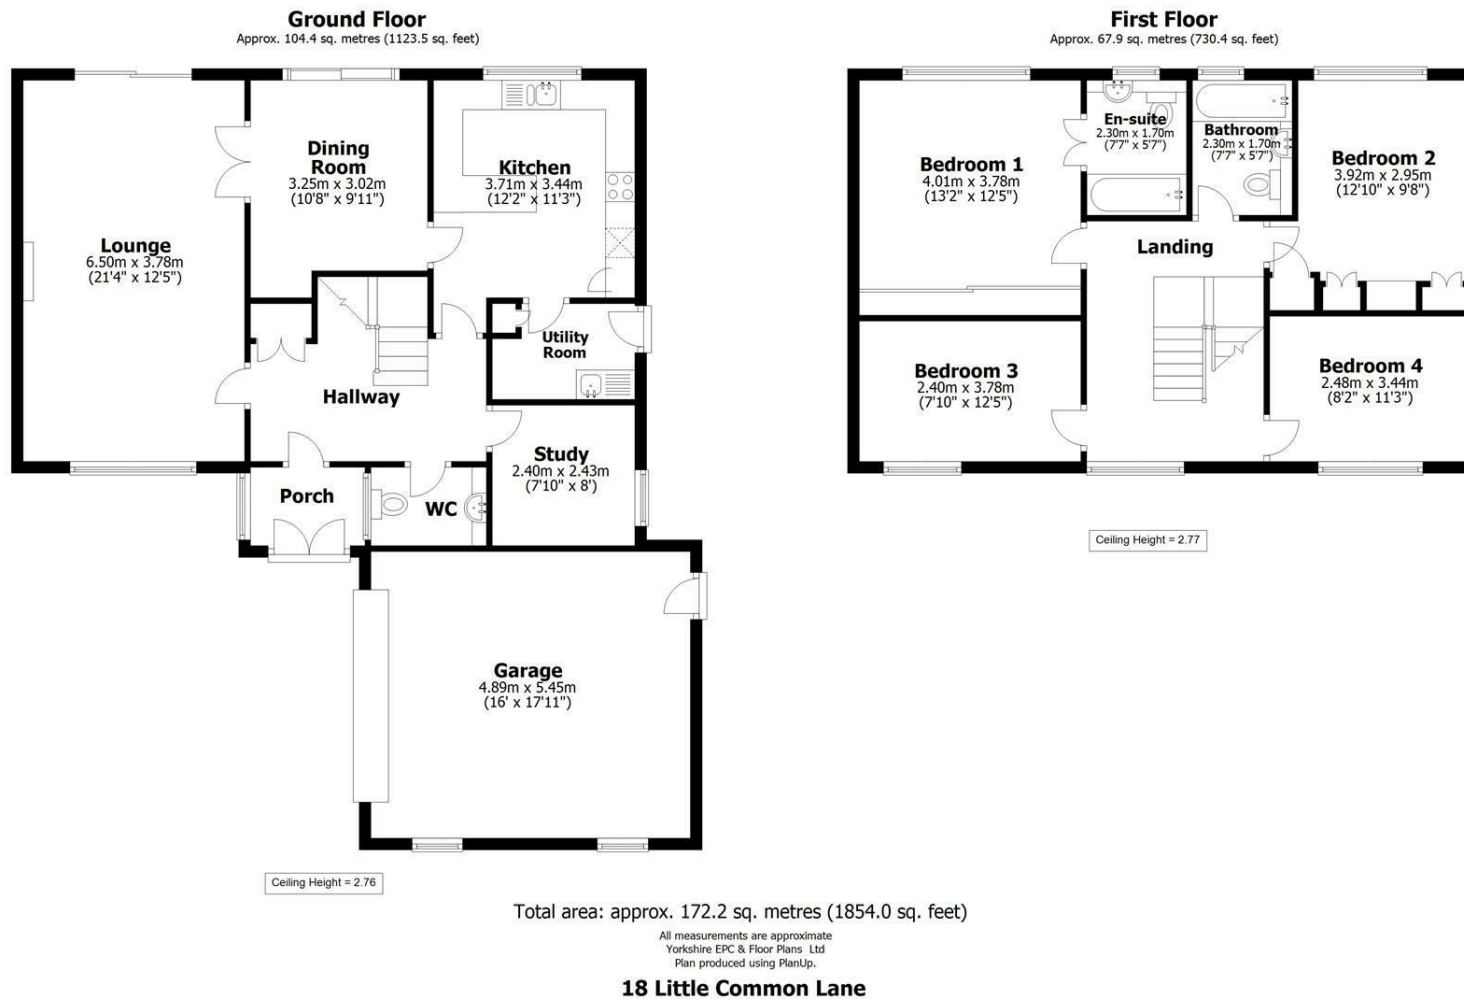 Ground Floor
Approx. 104.4 sq. metres (1123.5 sq. feet)
Lounge
6.50m x 3.78m
(21'4" x 12'5")
Dining
Room
3.25m x 3.02m
(10'8" x 9'11")
Kitchen
3.71m x 3.44m
(12'2" x 11'3")
Utility
Room
Hallway
Study
2.40m x 2.43m
(7'10" x 8')
Porch
WC
Garage
4.89m x 5.45m
(16' x 17'11")
Ceiling Height = 2.76
First Floor
Approx. 67.9 sq. metres (730.4 sq. feet)
Bedroom 1
4.01m x 3.78m
(13'2" x 12'5")
En-suite
2.30m x 1.70m
(7'7" x 5'7")
Bathroom
2.30m x 1.70m
(7'7" x 5'7")
Bedroom 2
3.92m x 2.95m
(12'10" x 9'8")
Landing
Bedroom 3
2.40m x 3.78m
(7'10" x 12'5")
Bedroom 4
2.48m x 3.44m
(8'2" x 11'3")
Ceiling Height = 2.77
Total area: approx. 172.2 sq. metres (1854.0 sq. feet)
All measurements are approximate
Yorkshire EPC & Floor Plans Ltd
Plan produced using PlanUp.
18 Little Common Lane